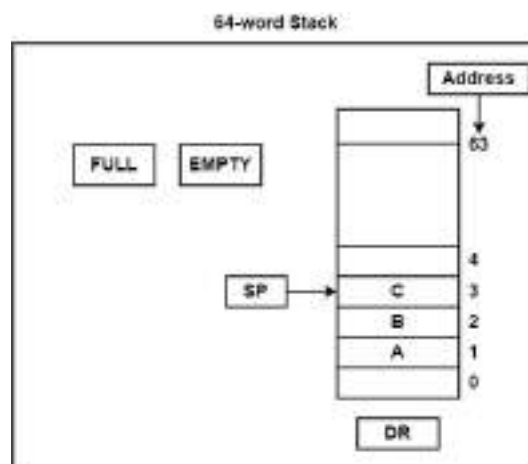 64-word Stack
Address
63
FULL EMPTY
4
SP C 3
B 2
A 1
0
DR